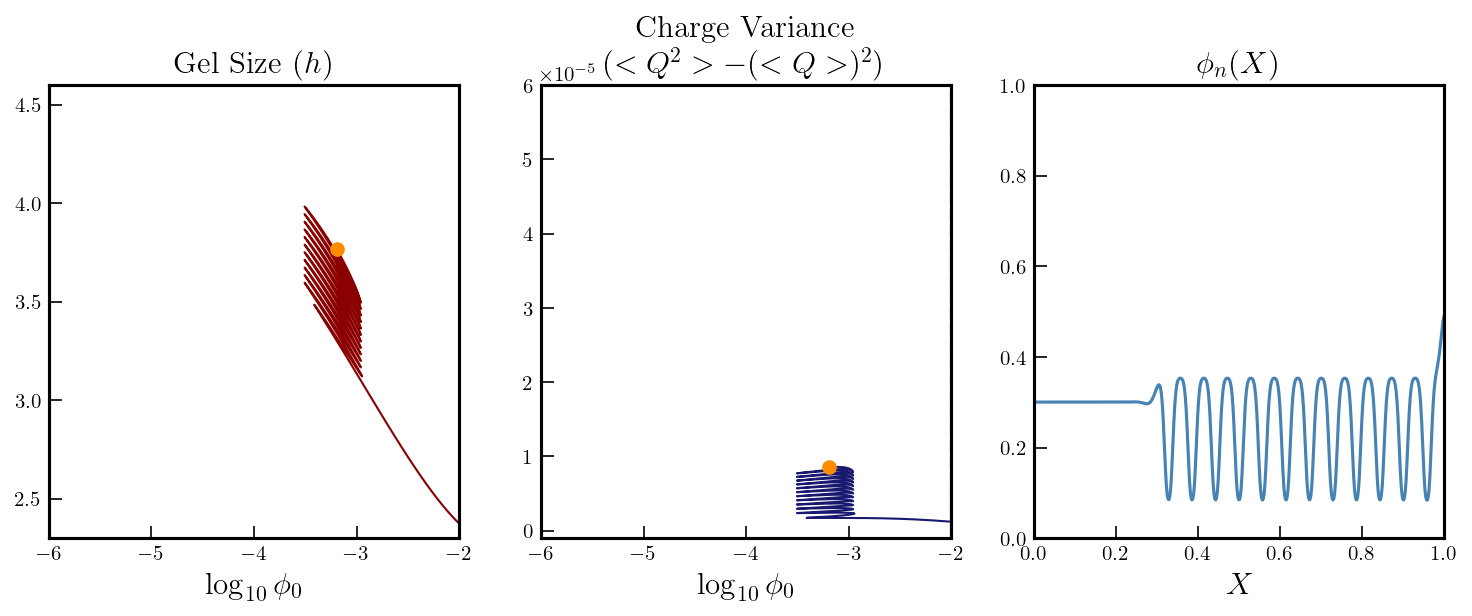 Gel Size (h)
4.5
4.0
3.5
3.0
2.5
−6 −5 −4 −3 −2
log₁₀ ϕ₀
Charge Variance
(< Q² > −(< Q >)²)
×10⁻⁵
6
5
4
3
2
1
0
−6 −5 −4 −3 −2
log₁₀ ϕ₀
ϕₙ(X)
1.0
0.8
0.6
0.4
0.2
0.0
0.0 0.2 0.4 0.6 0.8 1.0
X